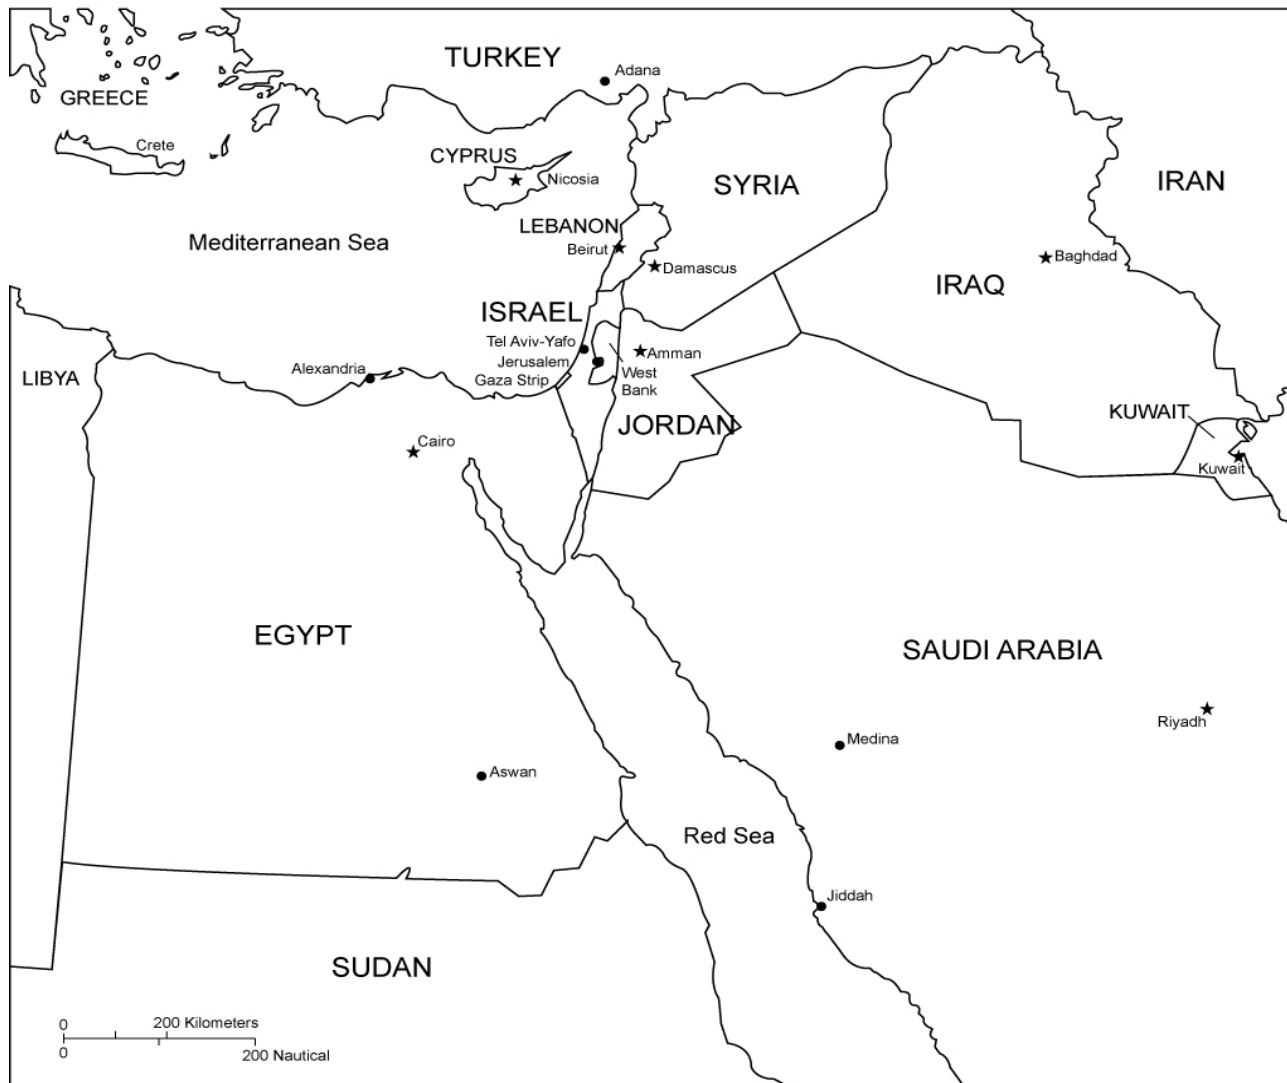 TURKEY
Adana
GREECE
Crete
CYPRUS
Nicosia
SYRIA
IRAN
LEBANON
Mediterranean Sea
Beirut
Damascus
Baghdad
IRAQ
ISRAEL
Tel Aviv-Yafo
Jerusalem
Amman
Alexandria
LIBYA
Gaza Strip
West
Bank
KUWAIT
JORDAN
Cairo
Kuwait
EGYPT
SAUDI ARABIA
Riyadh
Medina
Aswan
Red Sea
Jiddah
SUDAN
0
200 Kilometers
0
200 Nautical